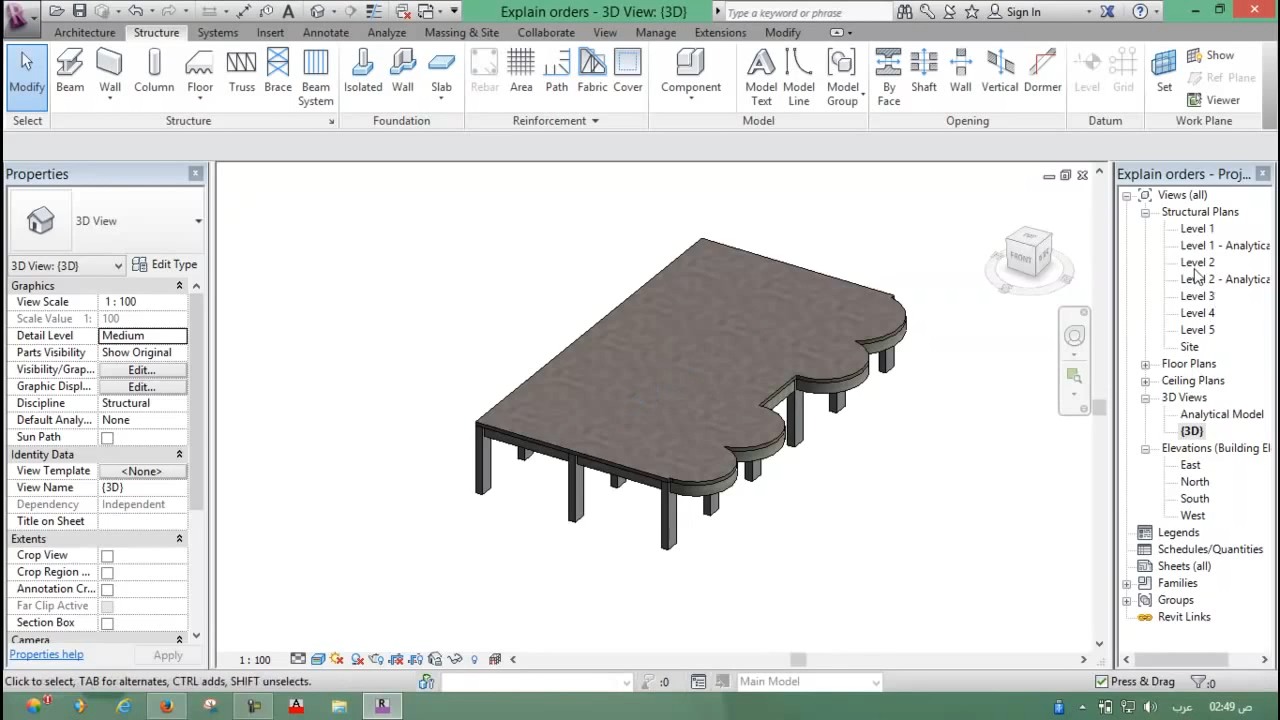 Explain orders - 3D View: {3D}
Type a keyword or phrase
Sign In
Architecture Structure Systems Insert Annotate Analyze Massing & Site Collaborate View Manage Extensions Modify
Modify Beam Wall Column Floor Truss Brace Beam System Isolated Wall Slab Rebar Area Path Fabric Cover Component Model Text Model Line Model Group By Face Shaft Wall Vertical Dormer Level Grid Set Show
Ref Plane
Viewer
Select Structure Foundation Reinforcement Model Opening Datum Work Plane
Properties
3D View
3D View: {3D} Edit Type
Graphics
View Scale 1 : 100
Scale Value 1: 100
Detail Level Medium
Parts Visibility Show Original
Visibility/Grap... Edit...
Graphic Displ... Edit...
Discipline Structural
Default Analy... None
Sun Path
Identity Data
View Template <None>
View Name {3D}
Dependency Independent
Title on Sheet
Extents
Crop View
Crop Region ...
Annotation Cr...
Far Clip Active
Section Box
Camera
Properties help Apply
FRONT
1 : 100
Explain orders - Proj...
Views (all)
Structural Plans
Level 1
Level 1 - Analytica
Level 2
Level 2 - Analytica
Level 3
Level 4
Level 5
Site
Floor Plans
Ceiling Plans
3D Views
Analytical Model
{3D}
Elevations (Building El
East
North
South
West
Legends
Schedules/Quantities
Sheets (all)
Families
Groups
Revit Links
Click to select, TAB for alternates, CTRL adds, SHIFT unselects.
:0
Main Model
Press & Drag
:0
عرب
02:49 ص